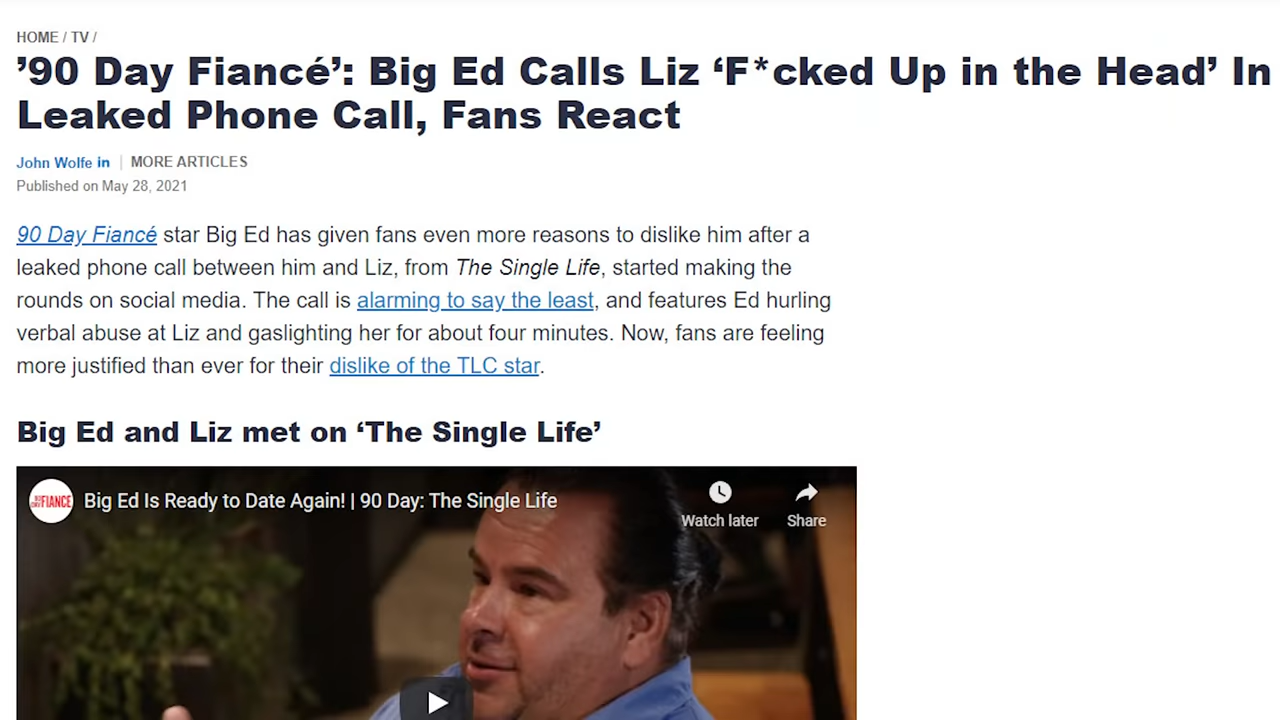 HOME / TV /
’90 Day Fiancé’: Big Ed Calls Liz ‘F*cked Up in the Head’ In
Leaked Phone Call, Fans React
John Wolfe in | MORE ARTICLES
Published on May 28, 2021
90 Day Fiancé star Big Ed has given fans even more reasons to dislike him after a
leaked phone call between him and Liz, from The Single Life, started making the
rounds on social media. The call is alarming to say the least, and features Ed hurling
verbal abuse at Liz and gaslighting her for about four minutes. Now, fans are feeling
more justified than ever for their dislike of the TLC star.
Big Ed and Liz met on ‘The Single Life’
FIANCE Big Ed Is Ready to Date Again! | 90 Day: The Single Life
Watch later Share